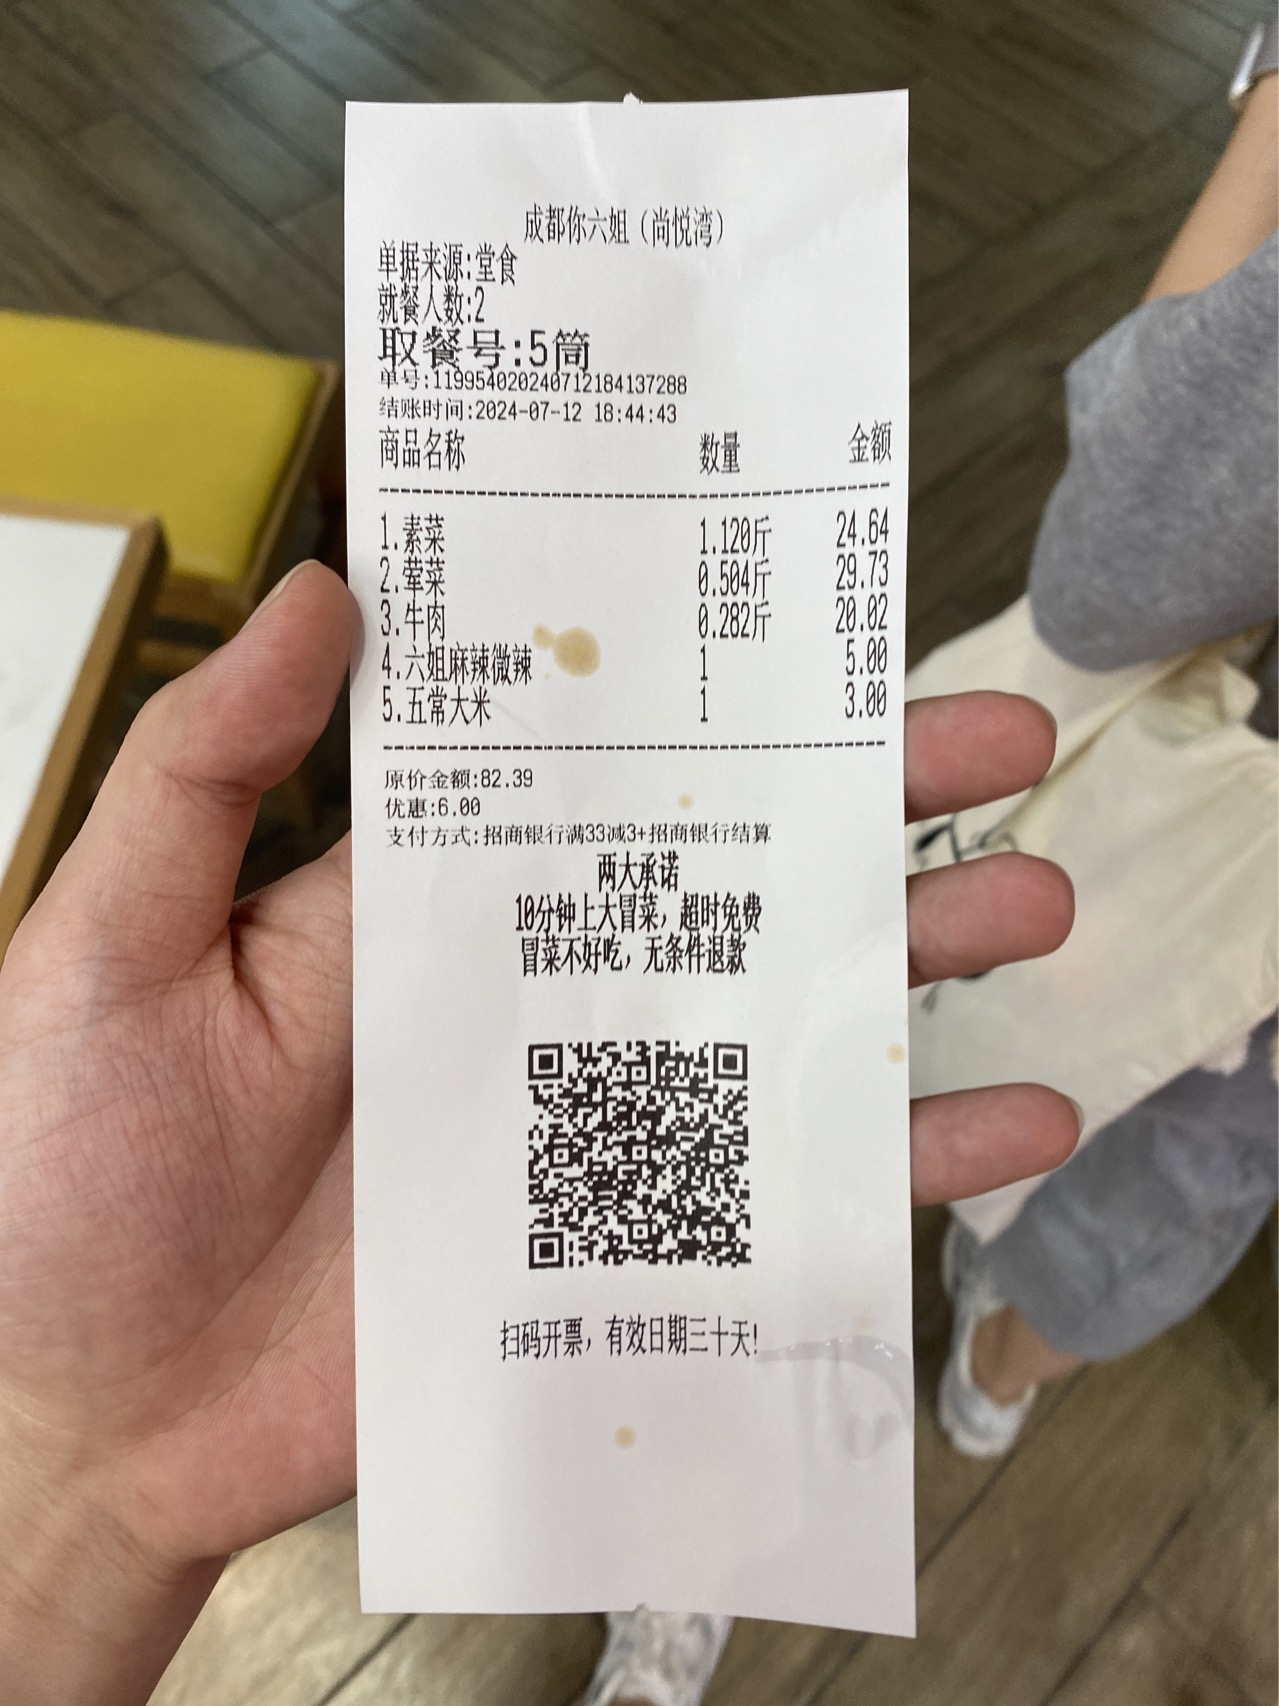 成都你六姐（尚悦湾）
单据来源:堂食
就餐人数:2
取餐号:5筒
单号:119954020240712184137288
结账时间:2024-07-12 18:44:43
商品名称 数量 金额
1.素菜 1.120斤 24.64
2.荤菜 0.504斤 29.73
3.牛肉 0.282斤 20.02
4.六姐麻辣微辣 1 5.00
5.五常大米 1 3.00
原价金额:82.39
优惠:6.00
支付方式:招商银行满33减3+招商银行结算
两大承诺
10分钟上大冒菜，超时免费
冒菜不好吃，无条件退款
扫码开票，有效日期三十天!